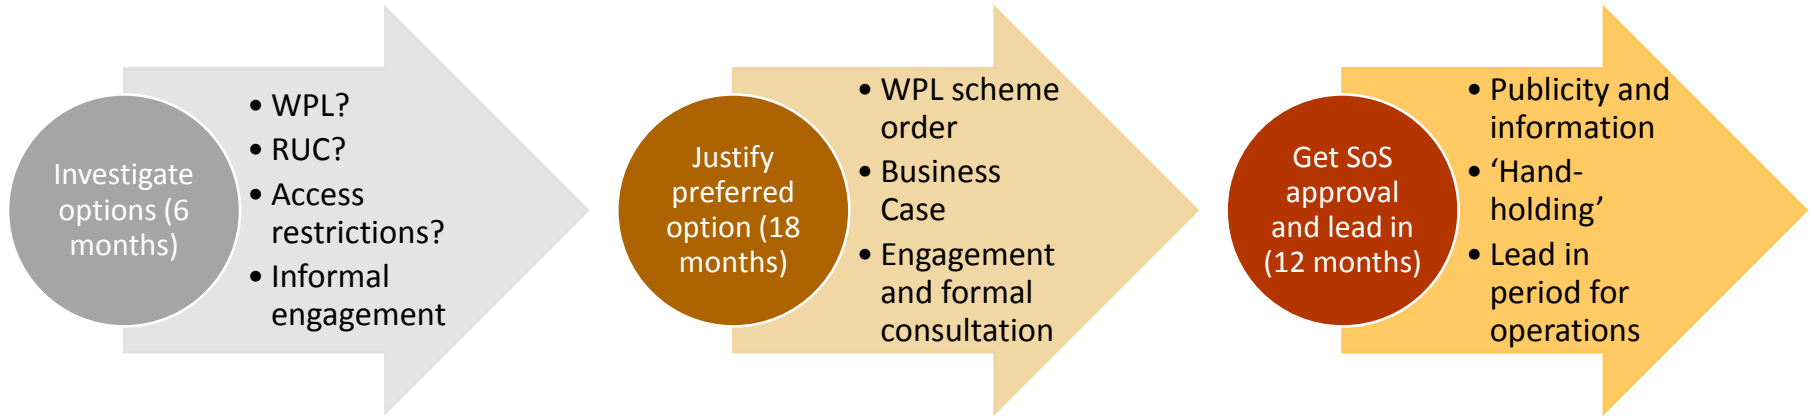 Investigate
options (6
months)
• WPL?
• RUC?
• Access
restrictions?
• Informal
engagement
Justify
preferred
option (18
months)
• WPL scheme
order
• Business
Case
• Engagement
and formal
consultation
Get SoS
approval
and lead in
(12 months)
• Publicity and
information
• ‘Hand-
holding’
• Lead in
period for
operations